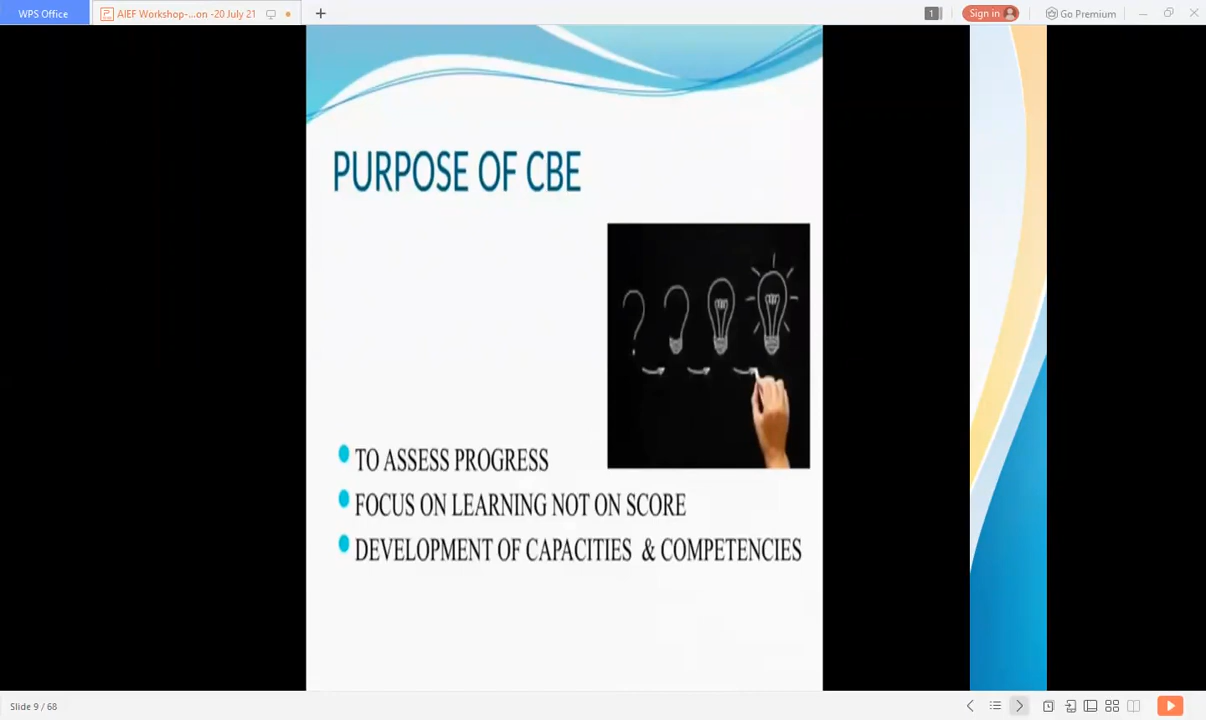 WPS Office
AIEF Workshop-...on -20 July 21
1
Sign in
Go Premium
PURPOSE OF CBE
TO ASSESS PROGRESS
FOCUS ON LEARNING NOT ON SCORE
DEVELOPMENT OF CAPACITIES & COMPETENCIES
Slide 9 / 68